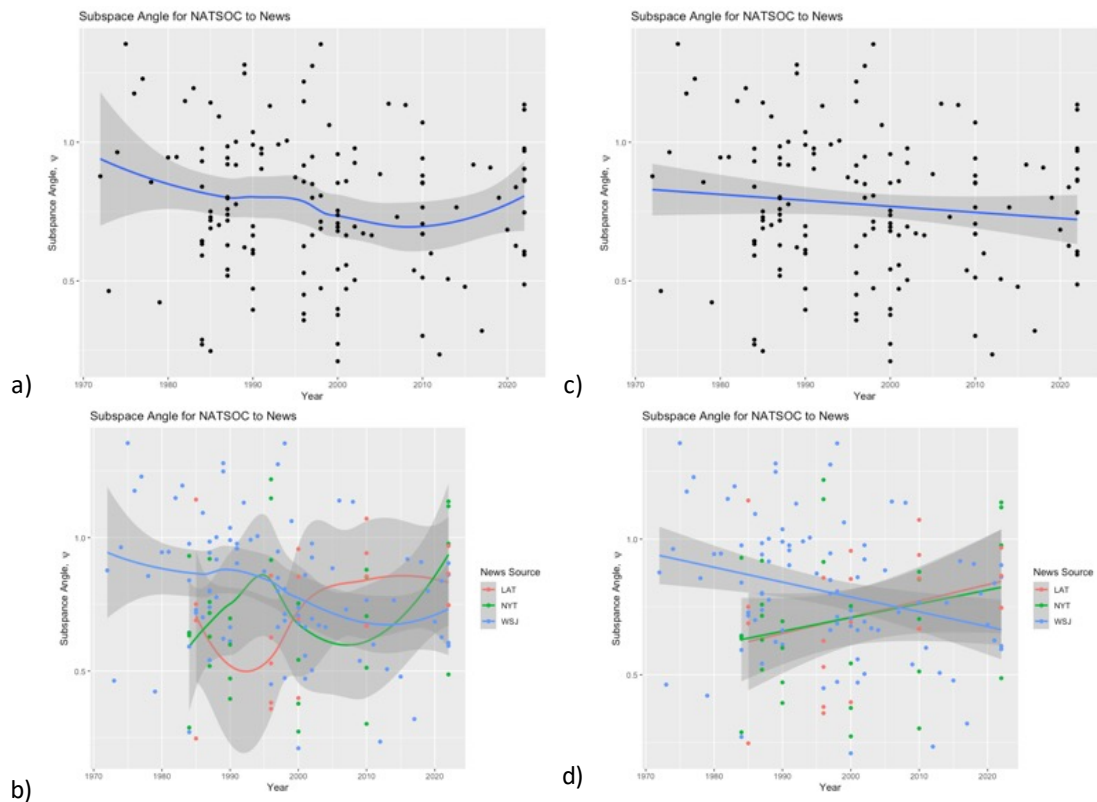 Subspace Angle for NATSOC to News
1.0
0.5
Subspace Angle, Ψ
1970
1980
1990
2000
2010
2020
Year
a)
Subspace Angle for NATSOC to News
1.0
0.5
Subspace Angle, Ψ
1970
1980
1990
2000
2010
2020
Year
c)
Subspace Angle for NATSOC to News
1.0
0.5
Subspace Angle, Ψ
1970
1980
1990
2000
2010
2020
Year
News Source
LAT
NYT
WSJ
b)
Subspace Angle for NATSOC to News
1.0
0.5
Subspace Angle, Ψ
1970
1980
1990
2000
2010
2020
Year
News Source
LAT
NYT
WSJ
d)